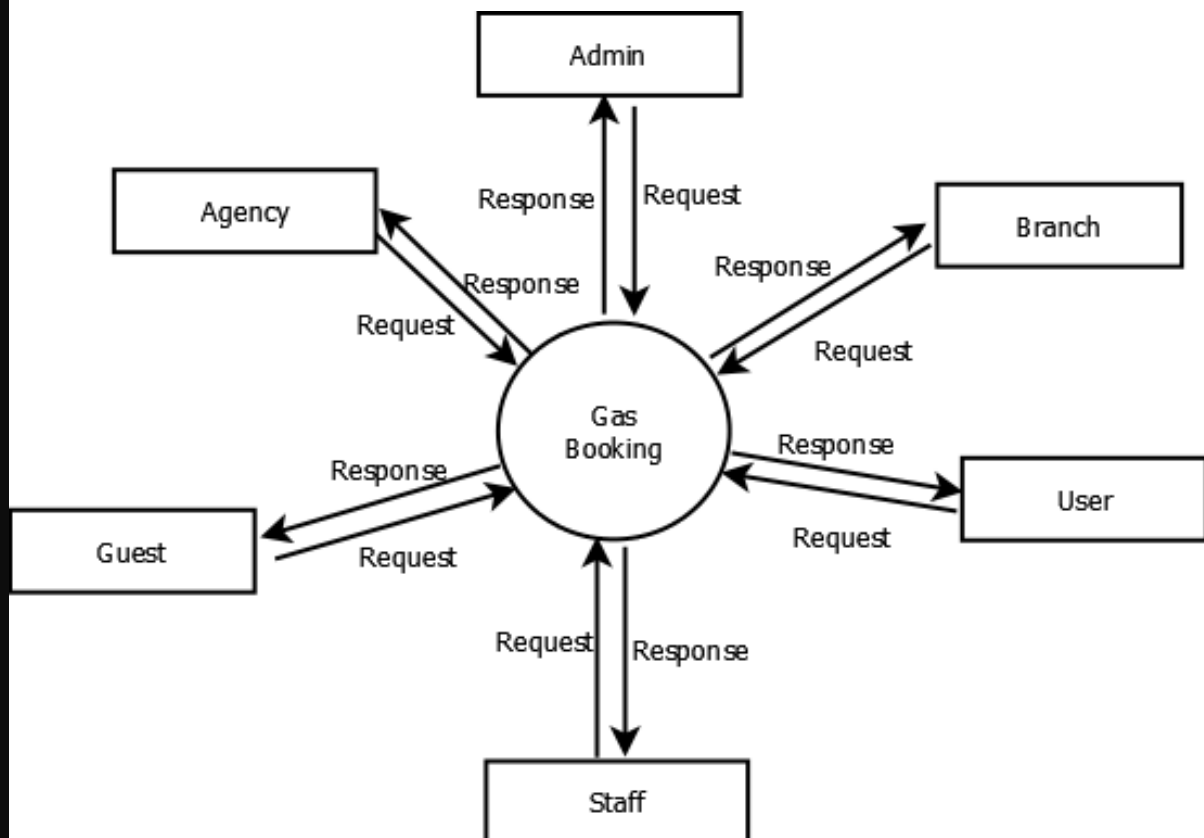 Admin
Response
Request
Agency
Branch
Response
Request
Response
Request
Gas
Booking
Response
Request
Response
Request
User
Guest
Request
Response
Staff